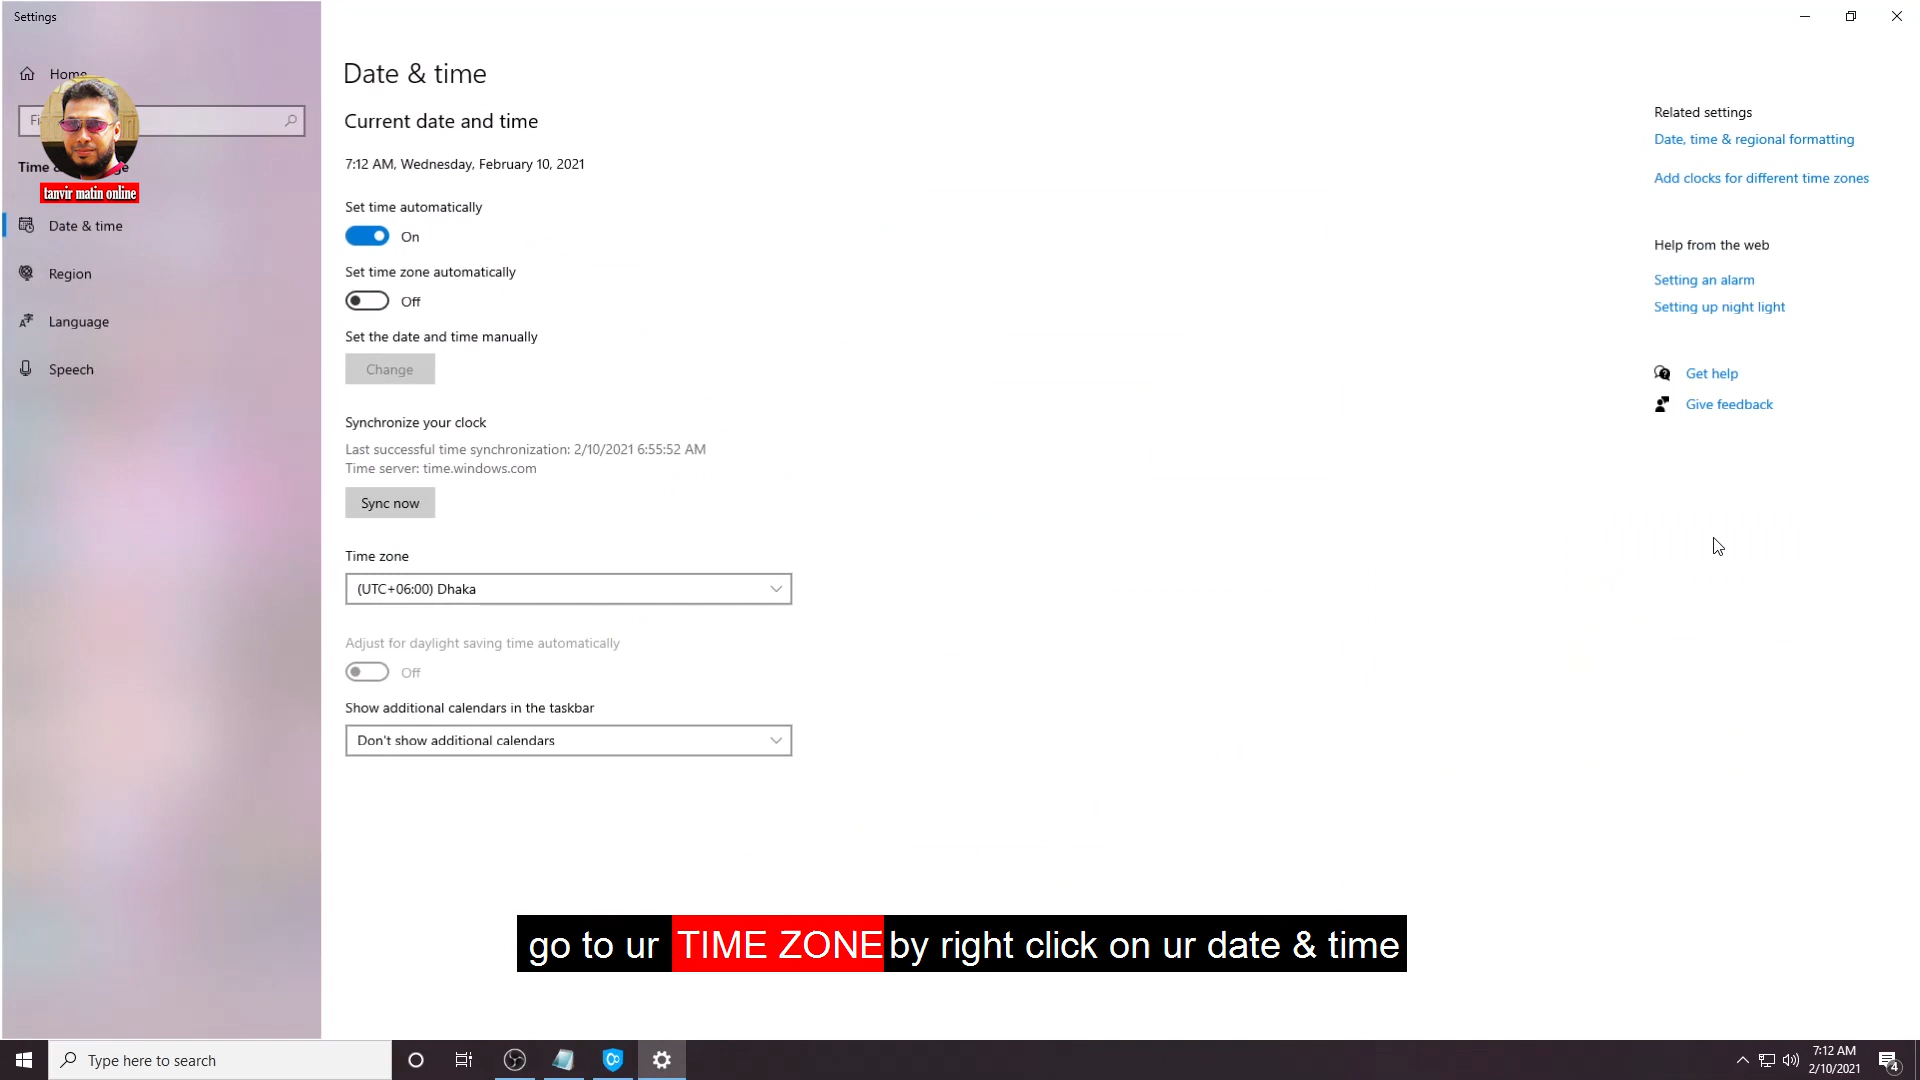 Settings
Home
Fi
Time
tanvir matin online
Date & time
Region
Language
Speech
Date & time
Current date and time
7:12 AM, Wednesday, February 10, 2021
Set time automatically
On
Set time zone automatically
Off
Set the date and time manually
Change
Synchronize your clock
Last successful time synchronization: 2/10/2021 6:55:52 AM
Time server: time.windows.com
Sync now
Time zone
(UTC+06:00) Dhaka
Adjust for daylight saving time automatically
Off
Show additional calendars in the taskbar
Don't show additional calendars
Related settings
Date, time & regional formatting
Add clocks for different time zones
Help from the web
Setting an alarm
Setting up night light
Get help
Give feedback
go to ur TIME ZONE by right click on ur date & time
Type here to search
7:12 AM
2/10/2021
4